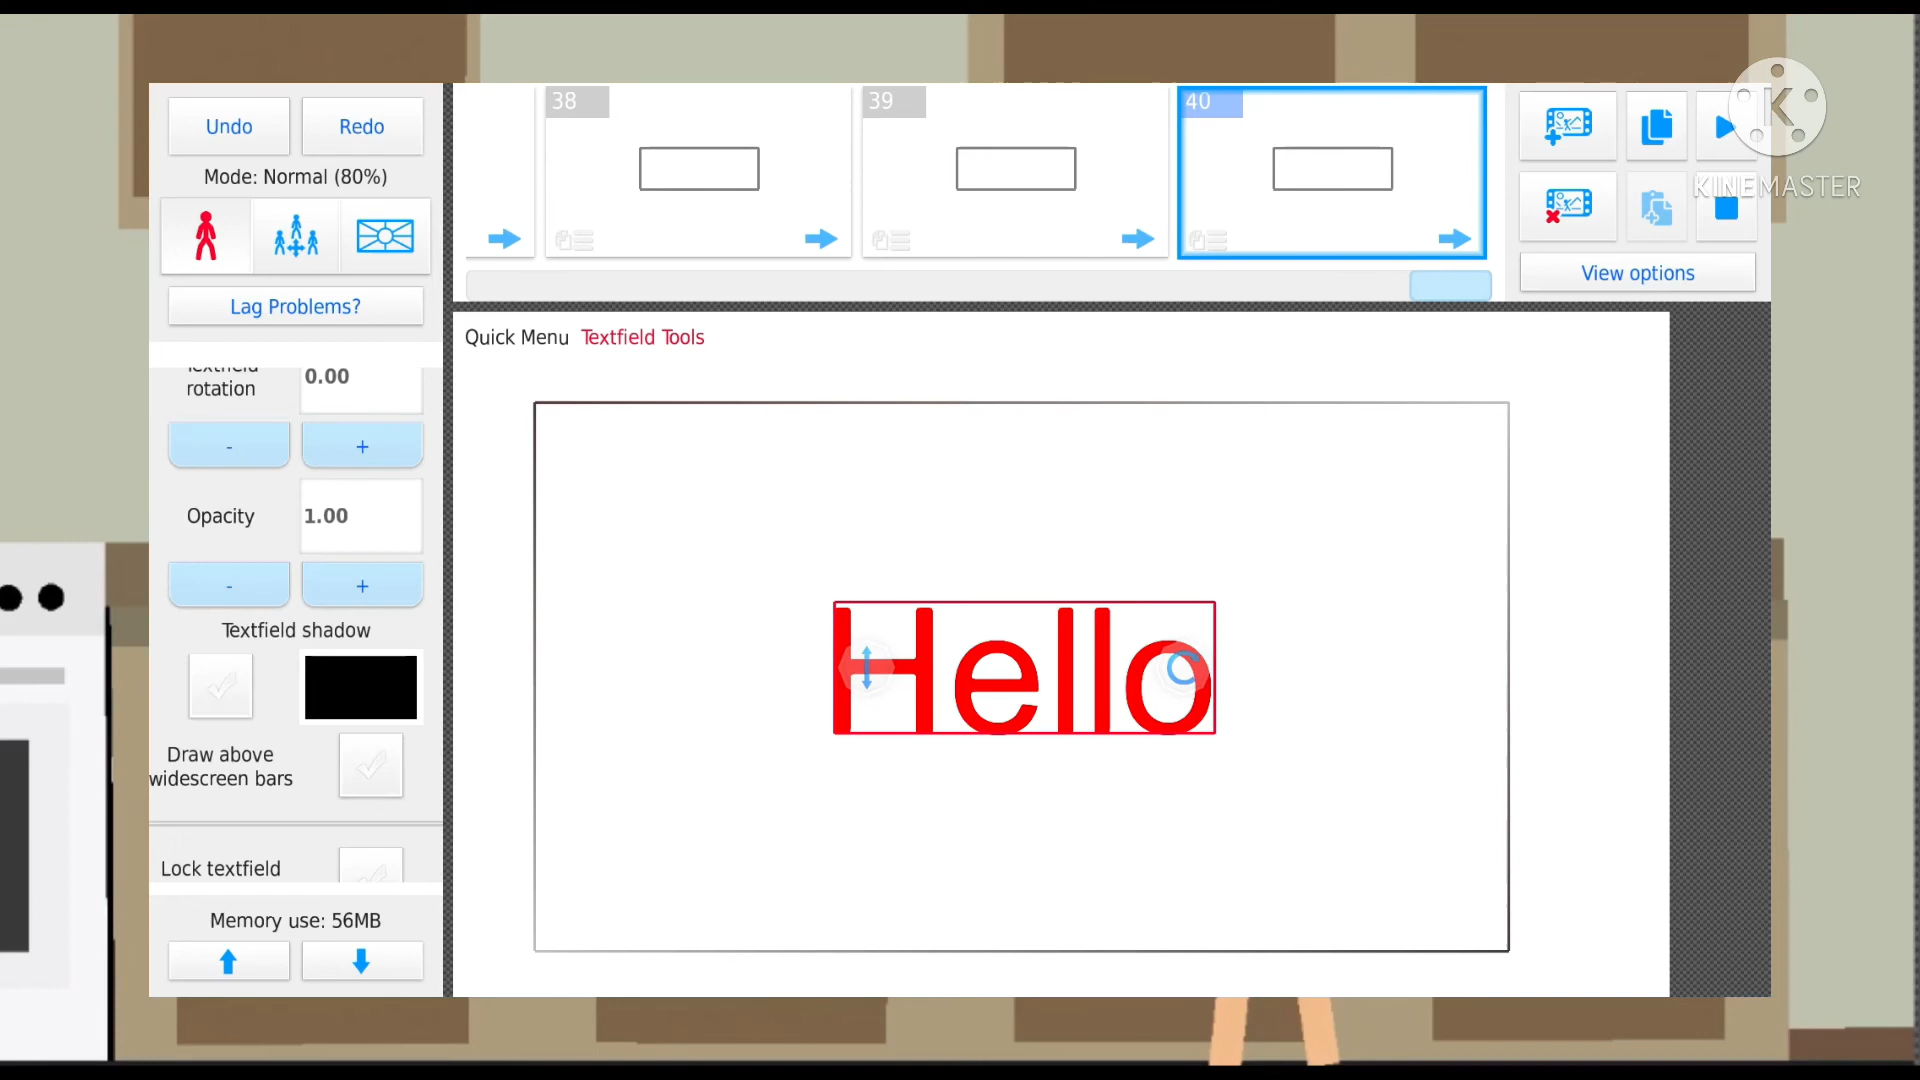 Undo
Redo
Mode: Normal (80%)
Lag Problems?
Textfield
rotation
0.00
-
+
Opacity
1.00
-
+
Textfield shadow
Draw above
widescreen bars
Lock textfield
Memory use: 56MB
38
39
40
View options
K
KINEMASTER
Quick Menu Textfield Tools
Hello